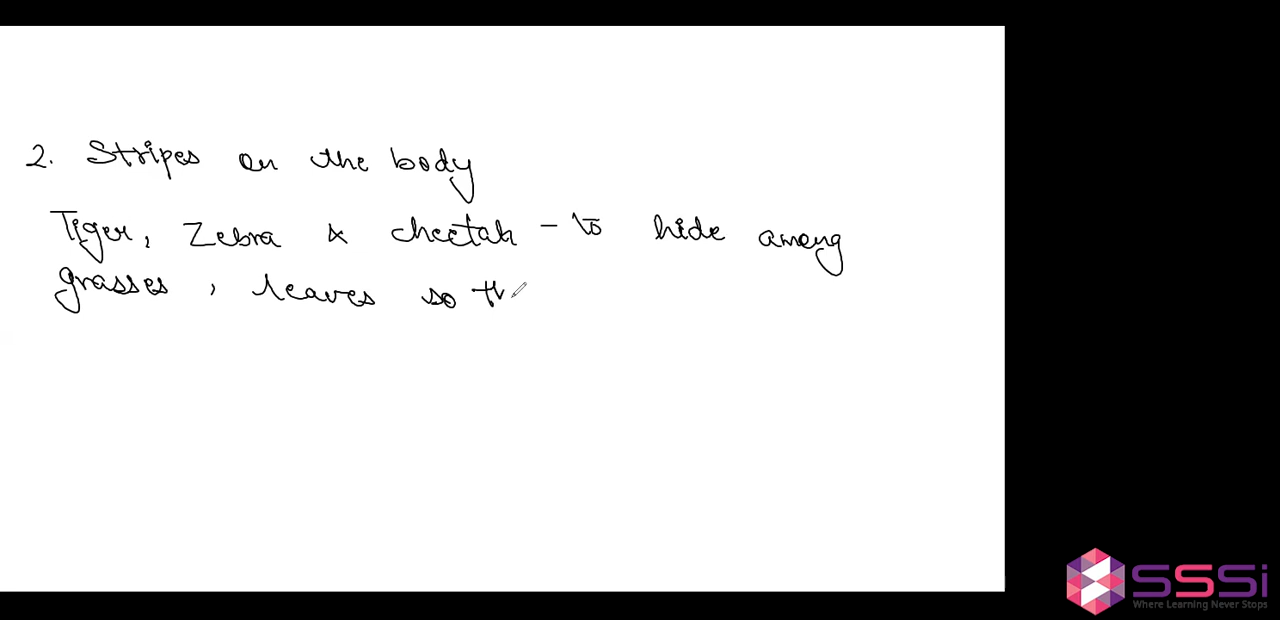 2. Stripes on the body
Tiger, Zebra & cheetah - to hide among
grasses, leaves so th
SSSi
Where Learning Never Stops